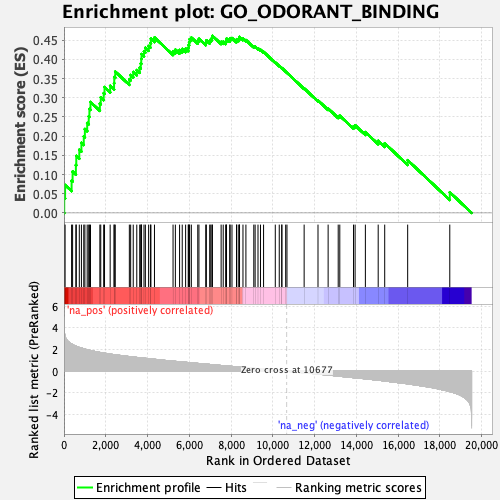 Enrichment plot: GO_ODORANT_BINDING
Enrichment score (ES)
0.45
0.40
0.35
0.30
0.25
0.20
0.15
0.10
0.05
0.00
'na_pos' (positively correlated)
Ranked list metric (PreRanked)
6
4
2
0
-2
-4
Zero cross at 10677
'na_neg' (negatively correlated)
0 2,000 4,000 6,000 8,000 10,000 12,000 14,000 16,000 18,000 20,000
Rank in Ordered Dataset
Enrichment profile Hits Ranking metric scores